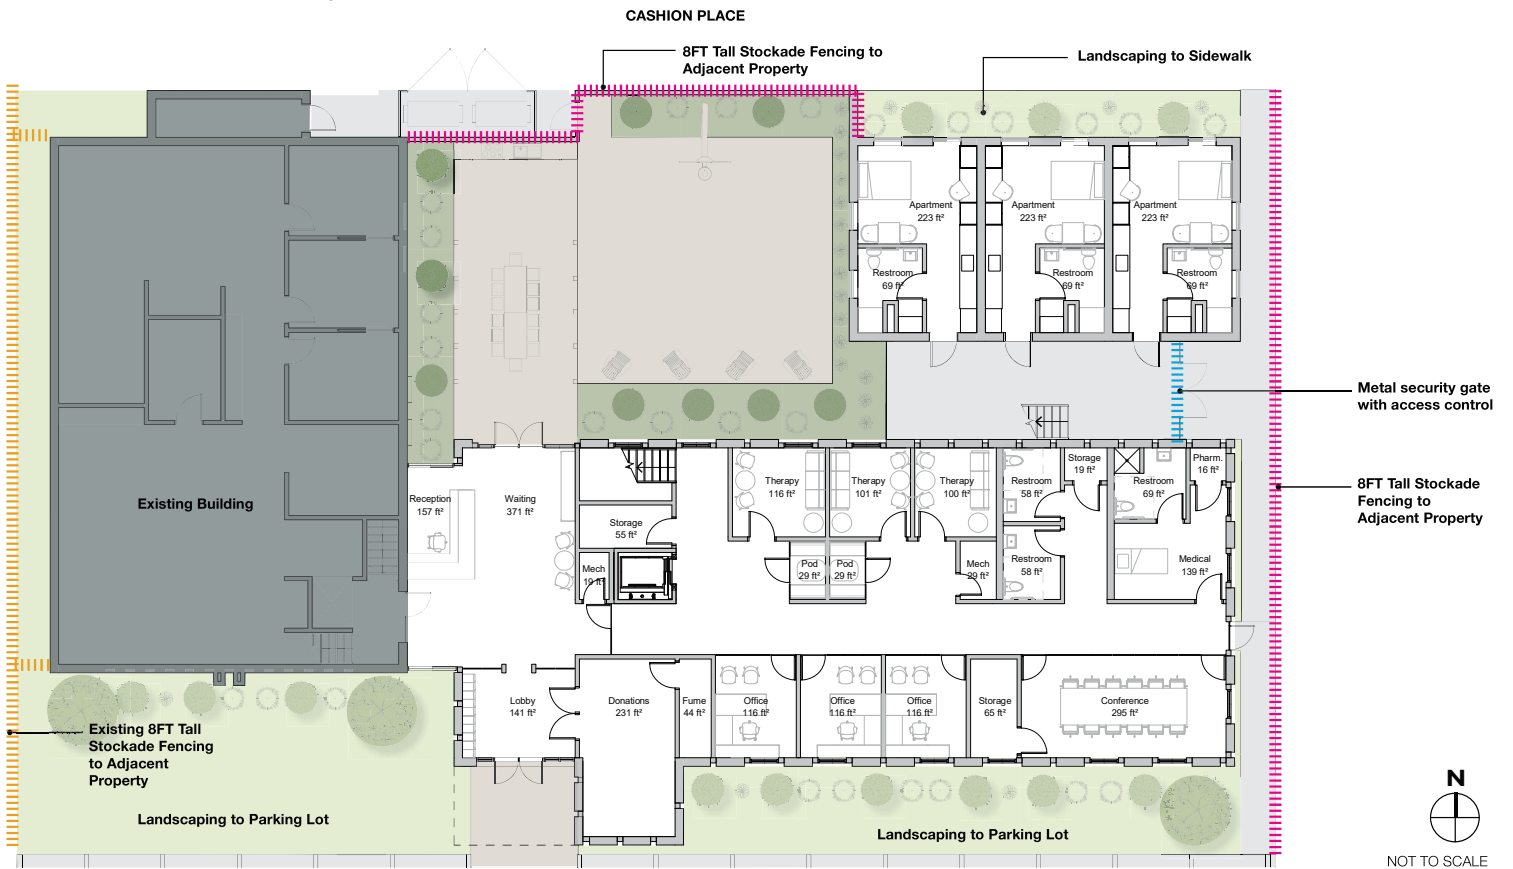 CASHION PLACE
8FT Tall Stockade Fencing to
Adjacent Property
Landscaping to Sidewalk
Apartment
223 ft²
Apartment
223 ft²
Apartment
223 ft²
Restroom
69 ft²
Restroom
69 ft²
Restroom
69 ft²
Metal security gate
with access control
Existing Building
Reception
157 ft²
Waiting
371 ft²
Storage
55 ft²
Mech
19 ft²
Therapy
116 ft²
Therapy
101 ft²
Therapy
100 ft²
Pod
29 ft²
Pod
29 ft²
Mech
29 ft²
Restroom
58 ft²
Restroom
58 ft²
Storage
19 ft²
Restroom
69 ft²
Pharm.
16 ft²
Medical
139 ft²
8FT Tall Stockade
Fencing to
Adjacent Property
Lobby
141 ft²
Donations
231 ft²
Fume
44 ft²
Office
116 ft²
Office
116 ft²
Office
116 ft²
Storage
65 ft²
Conference
295 ft²
Existing 8FT Tall
Stockade Fencing
to Adjacent
Property
Landscaping to Parking Lot
Landscaping to Parking Lot
N
NOT TO SCALE